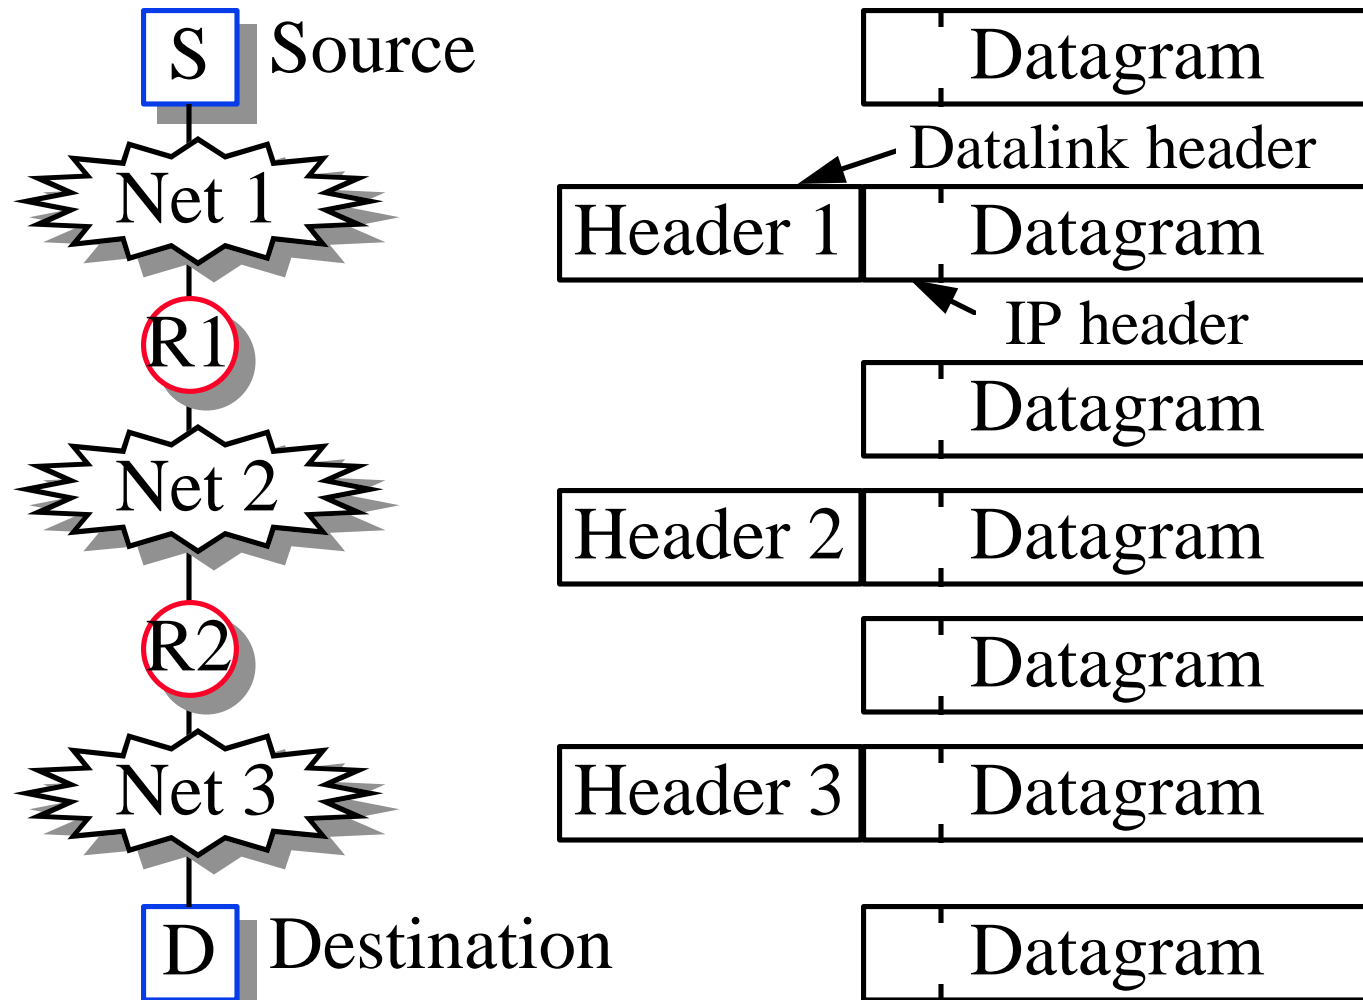 S Source Datagram
Datalink header
Net 1 Header 1 Datagram
IP header
R1 Datagram
Net 2 Header 2 Datagram
R2 Datagram
Net 3 Header 3 Datagram
D Destination Datagram